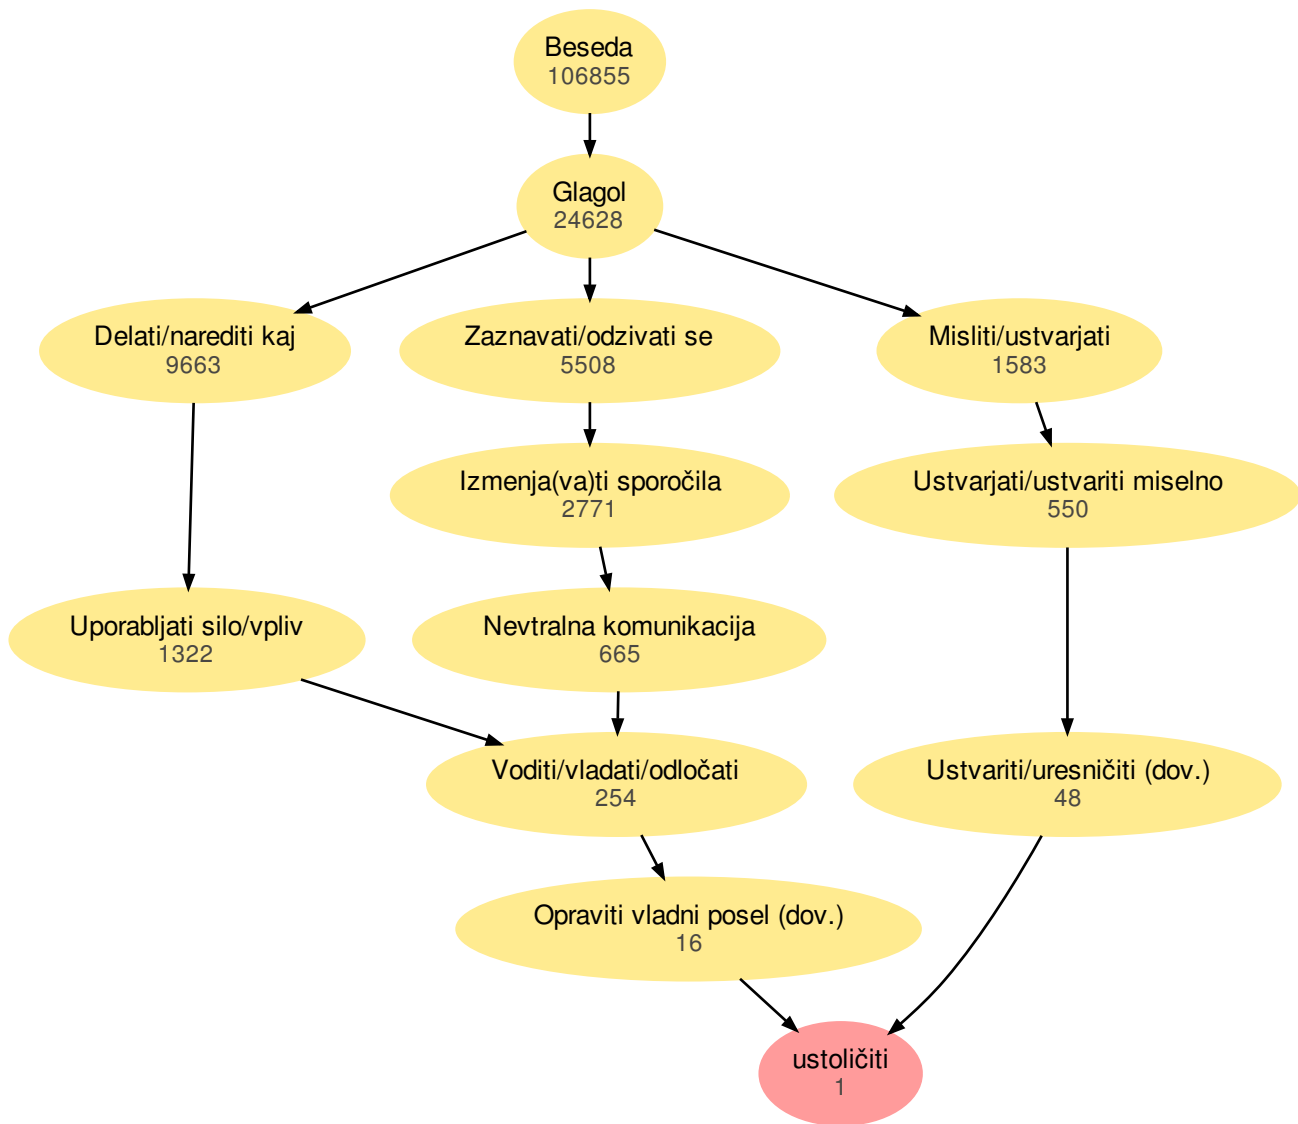 Beseda
106855
Glagol
24628
Delati/narediti kaj
9663
Zaznavati/odzivati se
5508
Misliti/ustvarjati
1583
Izmenja(va)ti sporočila
2771
Ustvarjati/ustvariti miselno
550
Uporabljati silo/vpliv
1322
Nevtralna komunikacija
665
Voditi/vladati/odločati
254
Ustvariti/uresničiti (dov.)
48
Opraviti vladni posel (dov.)
16
ustoličiti
1